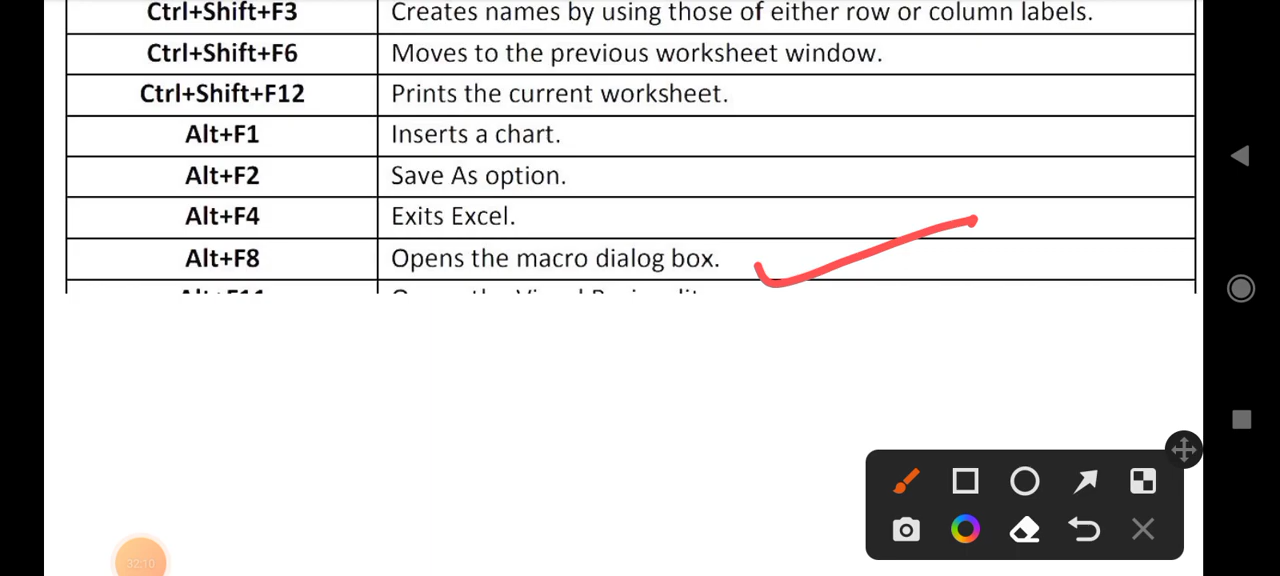 Ctrl+Shift+F3 Creates names by using those of either row or column labels.
Ctrl+Shift+F6 Moves to the previous worksheet window.
Ctrl+Shift+F12 Prints the current worksheet.
Alt+F1 Inserts a chart.
Alt+F2 Save As option.
Alt+F4 Exits Excel.
Alt+F8 Opens the macro dialog box.
32:10